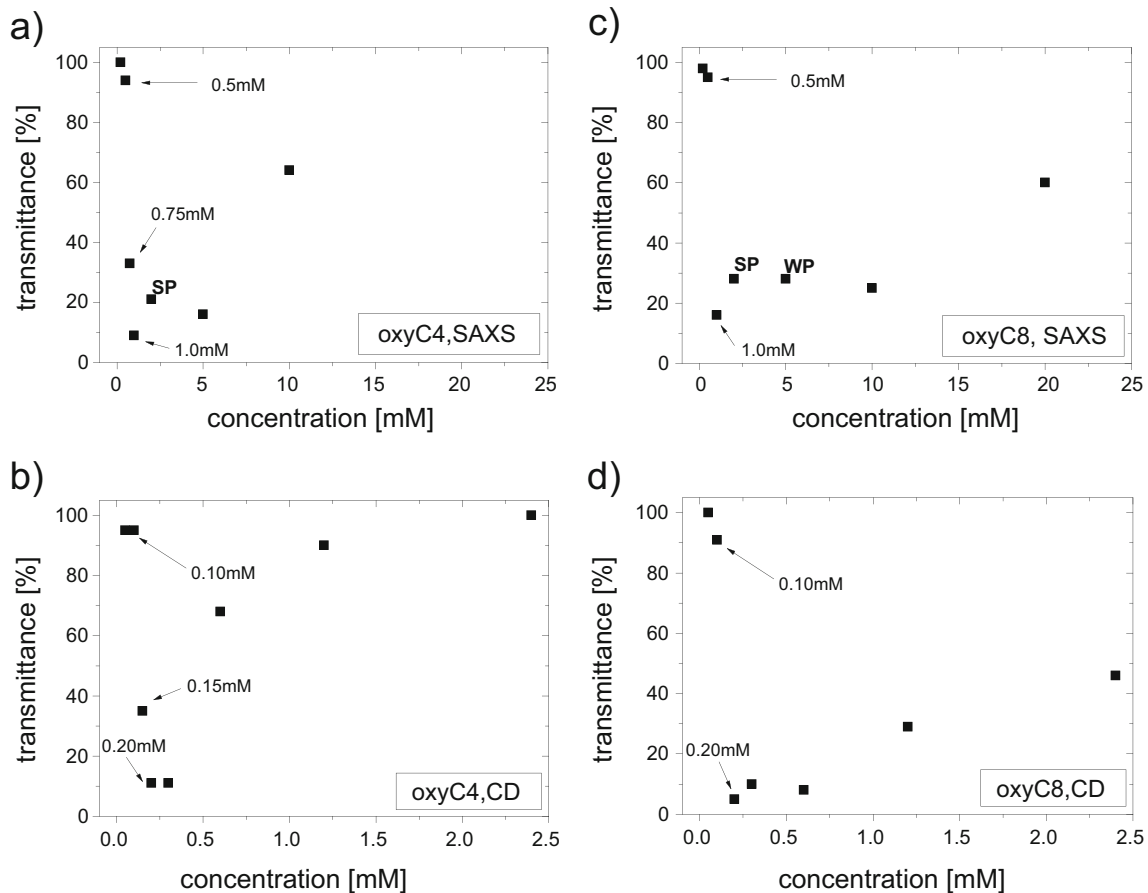 a)
100
80
60
40
20
0
transmittance [%]
0.5mM
0.75mM
SP
1.0mM
oxyC4,SAXS
0 5 10 15 20 25
concentration [mM]
c)
100
80
60
40
20
0
transmittance [%]
0.5mM
SP WP
1.0mM
oxyC8, SAXS
0 5 10 15 20 25
concentration [mM]
b)
100
80
60
40
20
0
transmittance [%]
0.10mM
0.15mM
0.20mM
oxyC4,CD
0.0 0.5 1.0 1.5 2.0 2.5
concentration [mM]
d)
100
80
60
40
20
0
transmittance [%]
0.10mM
0.20mM
oxyC8,CD
0.0 0.5 1.0 1.5 2.0 2.5
concentration [mM]